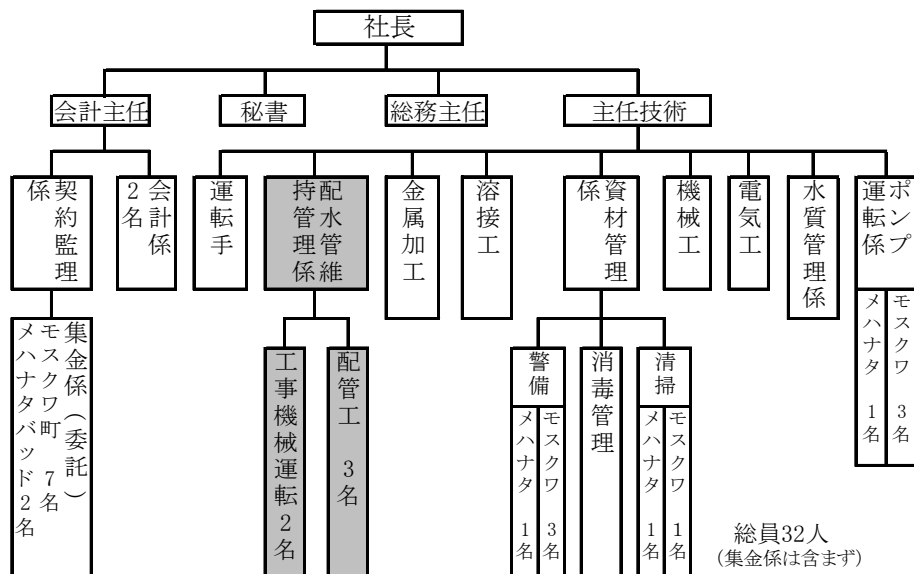 社長
会計主任
秘書
総務主任
主任技術
契約監理
係
会計係
2名
運転手
配水管維
持管理係
金属加工
溶接工
資材管理
係
機械工
電気工
水質管理係
ポンプ
運転係
集金係(委託)
モスクワ町 7名
メハナタバッド2名
工事機械運転2名
配管工 3名
警備
モスクワ 3名
メハナタ 1名
消毒管理
清掃
モスクワ 1名
メハナタ 1名
モスクワ 3名
メハナタ 1名
総員32人
(集金係は含まず)